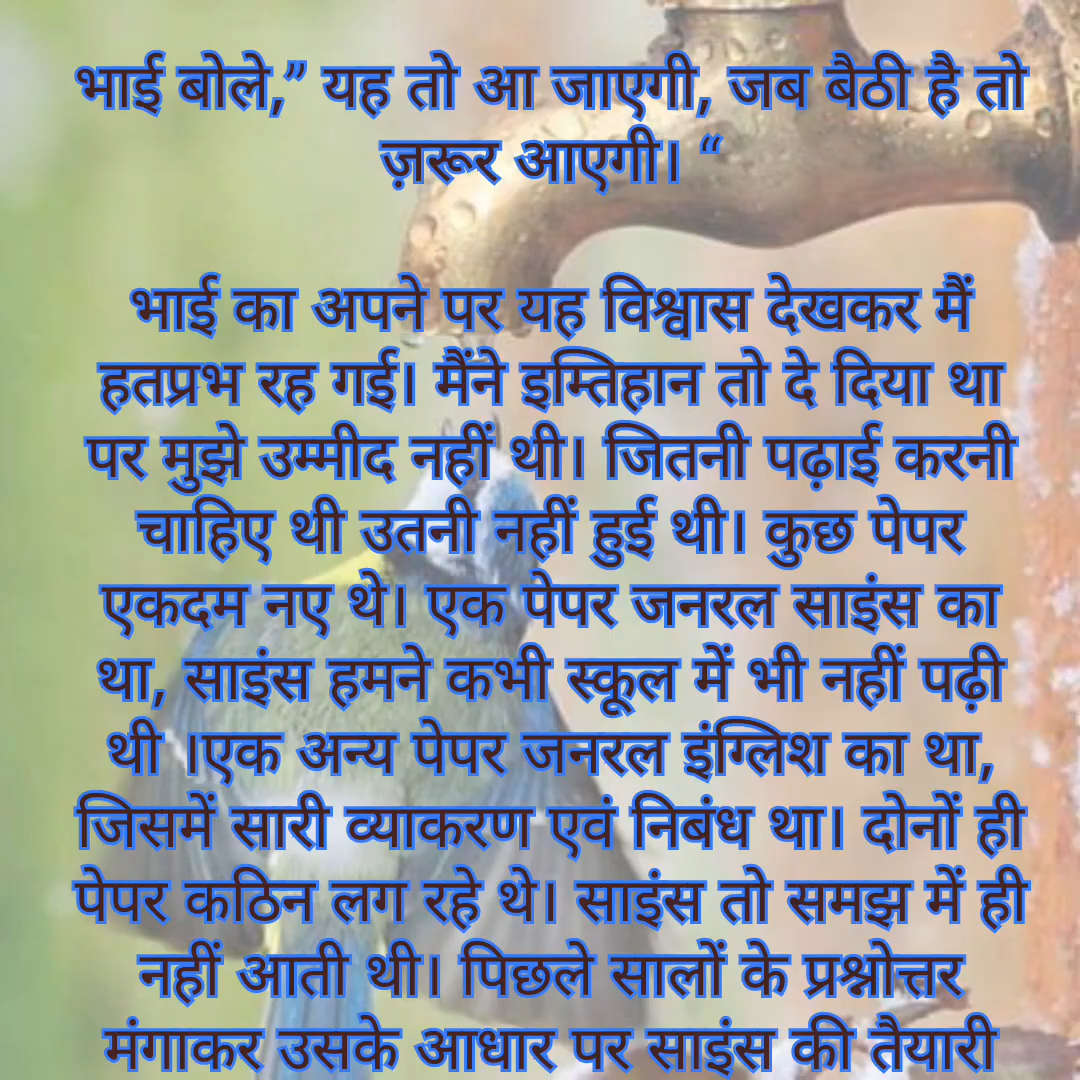 भाई बोले,” यह तो आ जाएगी, जब बैठी है तो
ज़रूर आएगी। “
भाई का अपने पर यह विश्वास देखकर मैं
हतप्रभ रह गई। मैंने इम्तिहान तो दे दिया था
पर मुझे उम्मीद नहीं थी। जितनी पढ़ाई करनी
चाहिए थी उतनी नहीं हुई थी। कुछ पेपर
एकदम नए थे। एक पेपर जनरल साइंस का
था, साइंस हमने कभी स्कूल में भी नहीं पढ़ी
थी ।एक अन्य पेपर जनरल इंग्लिश का था,
जिसमें सारी व्याकरण एवं निबंध था। दोनों ही
पेपर कठिन लग रहे थे। साइंस तो समझ में ही
नहीं आती थी। पिछले सालों के प्रश्नोत्तर
मंगाकर उसके आधार पर साइंस की तैयारी